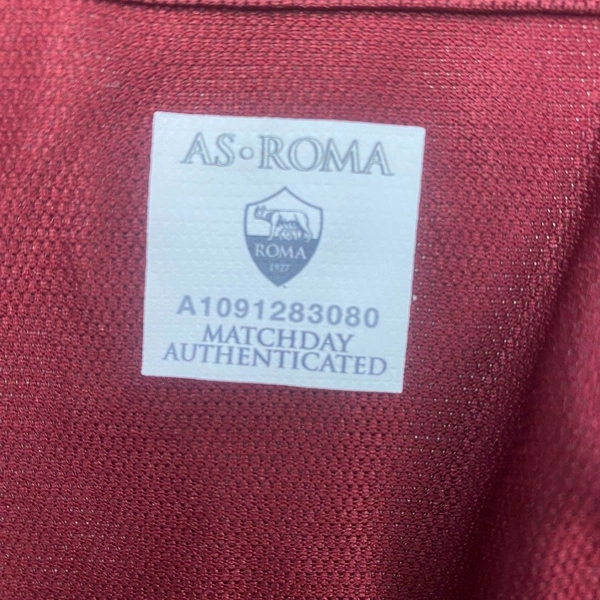 AS•ROMA
ROMA
1927
A1091283080
MATCHDAY
AUTHENTICATED